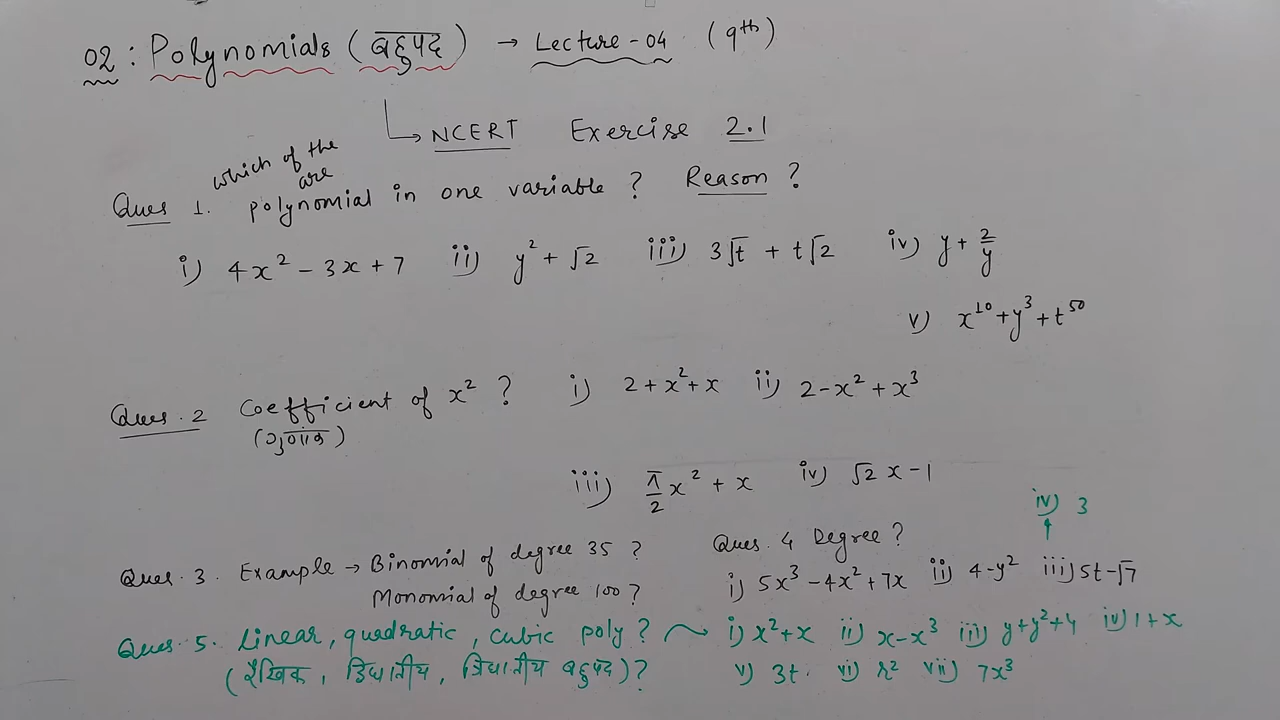 02 : Polynomials (बहुपद) → Lecture-04 (9th)
↳ NCERT Exercise 2.1
which of the
are
Ques 1. polynomial in one variable ? Reason ?
i) 4x² - 3x + 7 ii) y² + √2 iii) 3√t + t√2 iv) y + 2/y
v) x¹⁰ + y³ + t⁵⁰
Ques. 2 Coefficient of x² ? i) 2 + x² + x ii) 2 - x² + x³
(गुणांक)
iii) π/2 x² + x iv) √2 x - 1
iv) 3
Ques. 3. Example → Binomial of degree 35 ?
Monomial of degree 100 ?
Ques. 4 Degree ?
i) 5x³ - 4x² + 7x ii) 4 - y² iii) 5t - √7
Ques. 5. Linear, quadratic, cubic poly ? → i) x² + x ii) x - x³ iii) y + y² + 4 iv) 1 + x
(रैखिक, द्विघातीय, त्रिघातीय बहुपद) ? v) 3t. vi) r² vii) 7x³